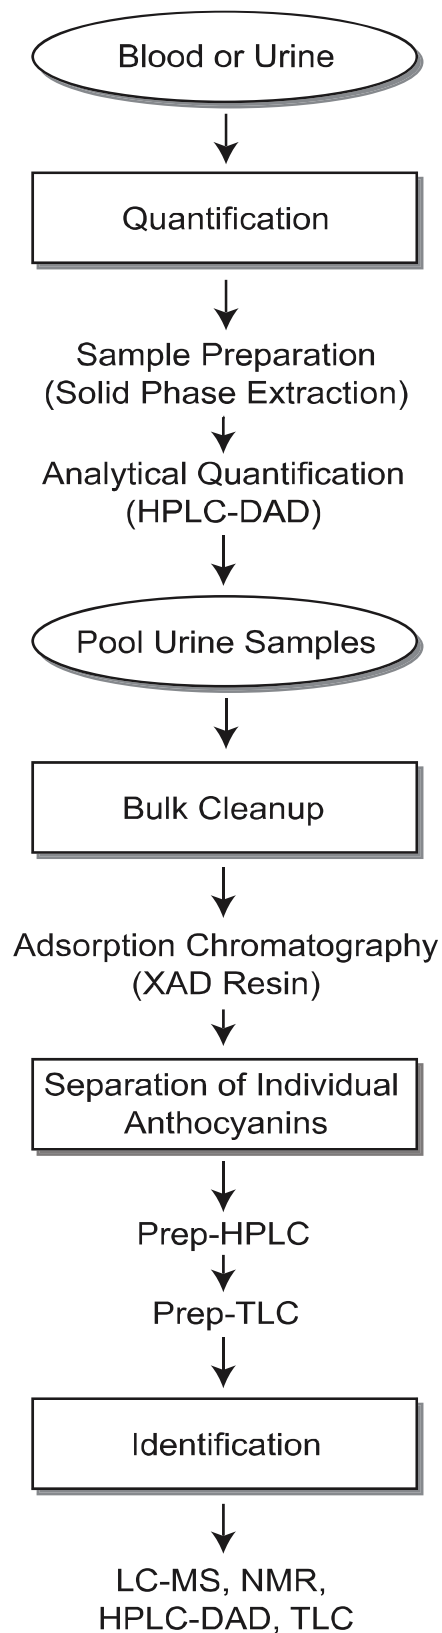 Blood or Urine
Quantification
Sample Preparation
(Solid Phase Extraction)
Analytical Quantification
(HPLC-DAD)
Pool Urine Samples
Bulk Cleanup
Adsorption Chromatography
(XAD Resin)
Separation of Individual
Anthocyanins
Prep-HPLC
Prep-TLC
Identification
LC-MS, NMR,
HPLC-DAD, TLC